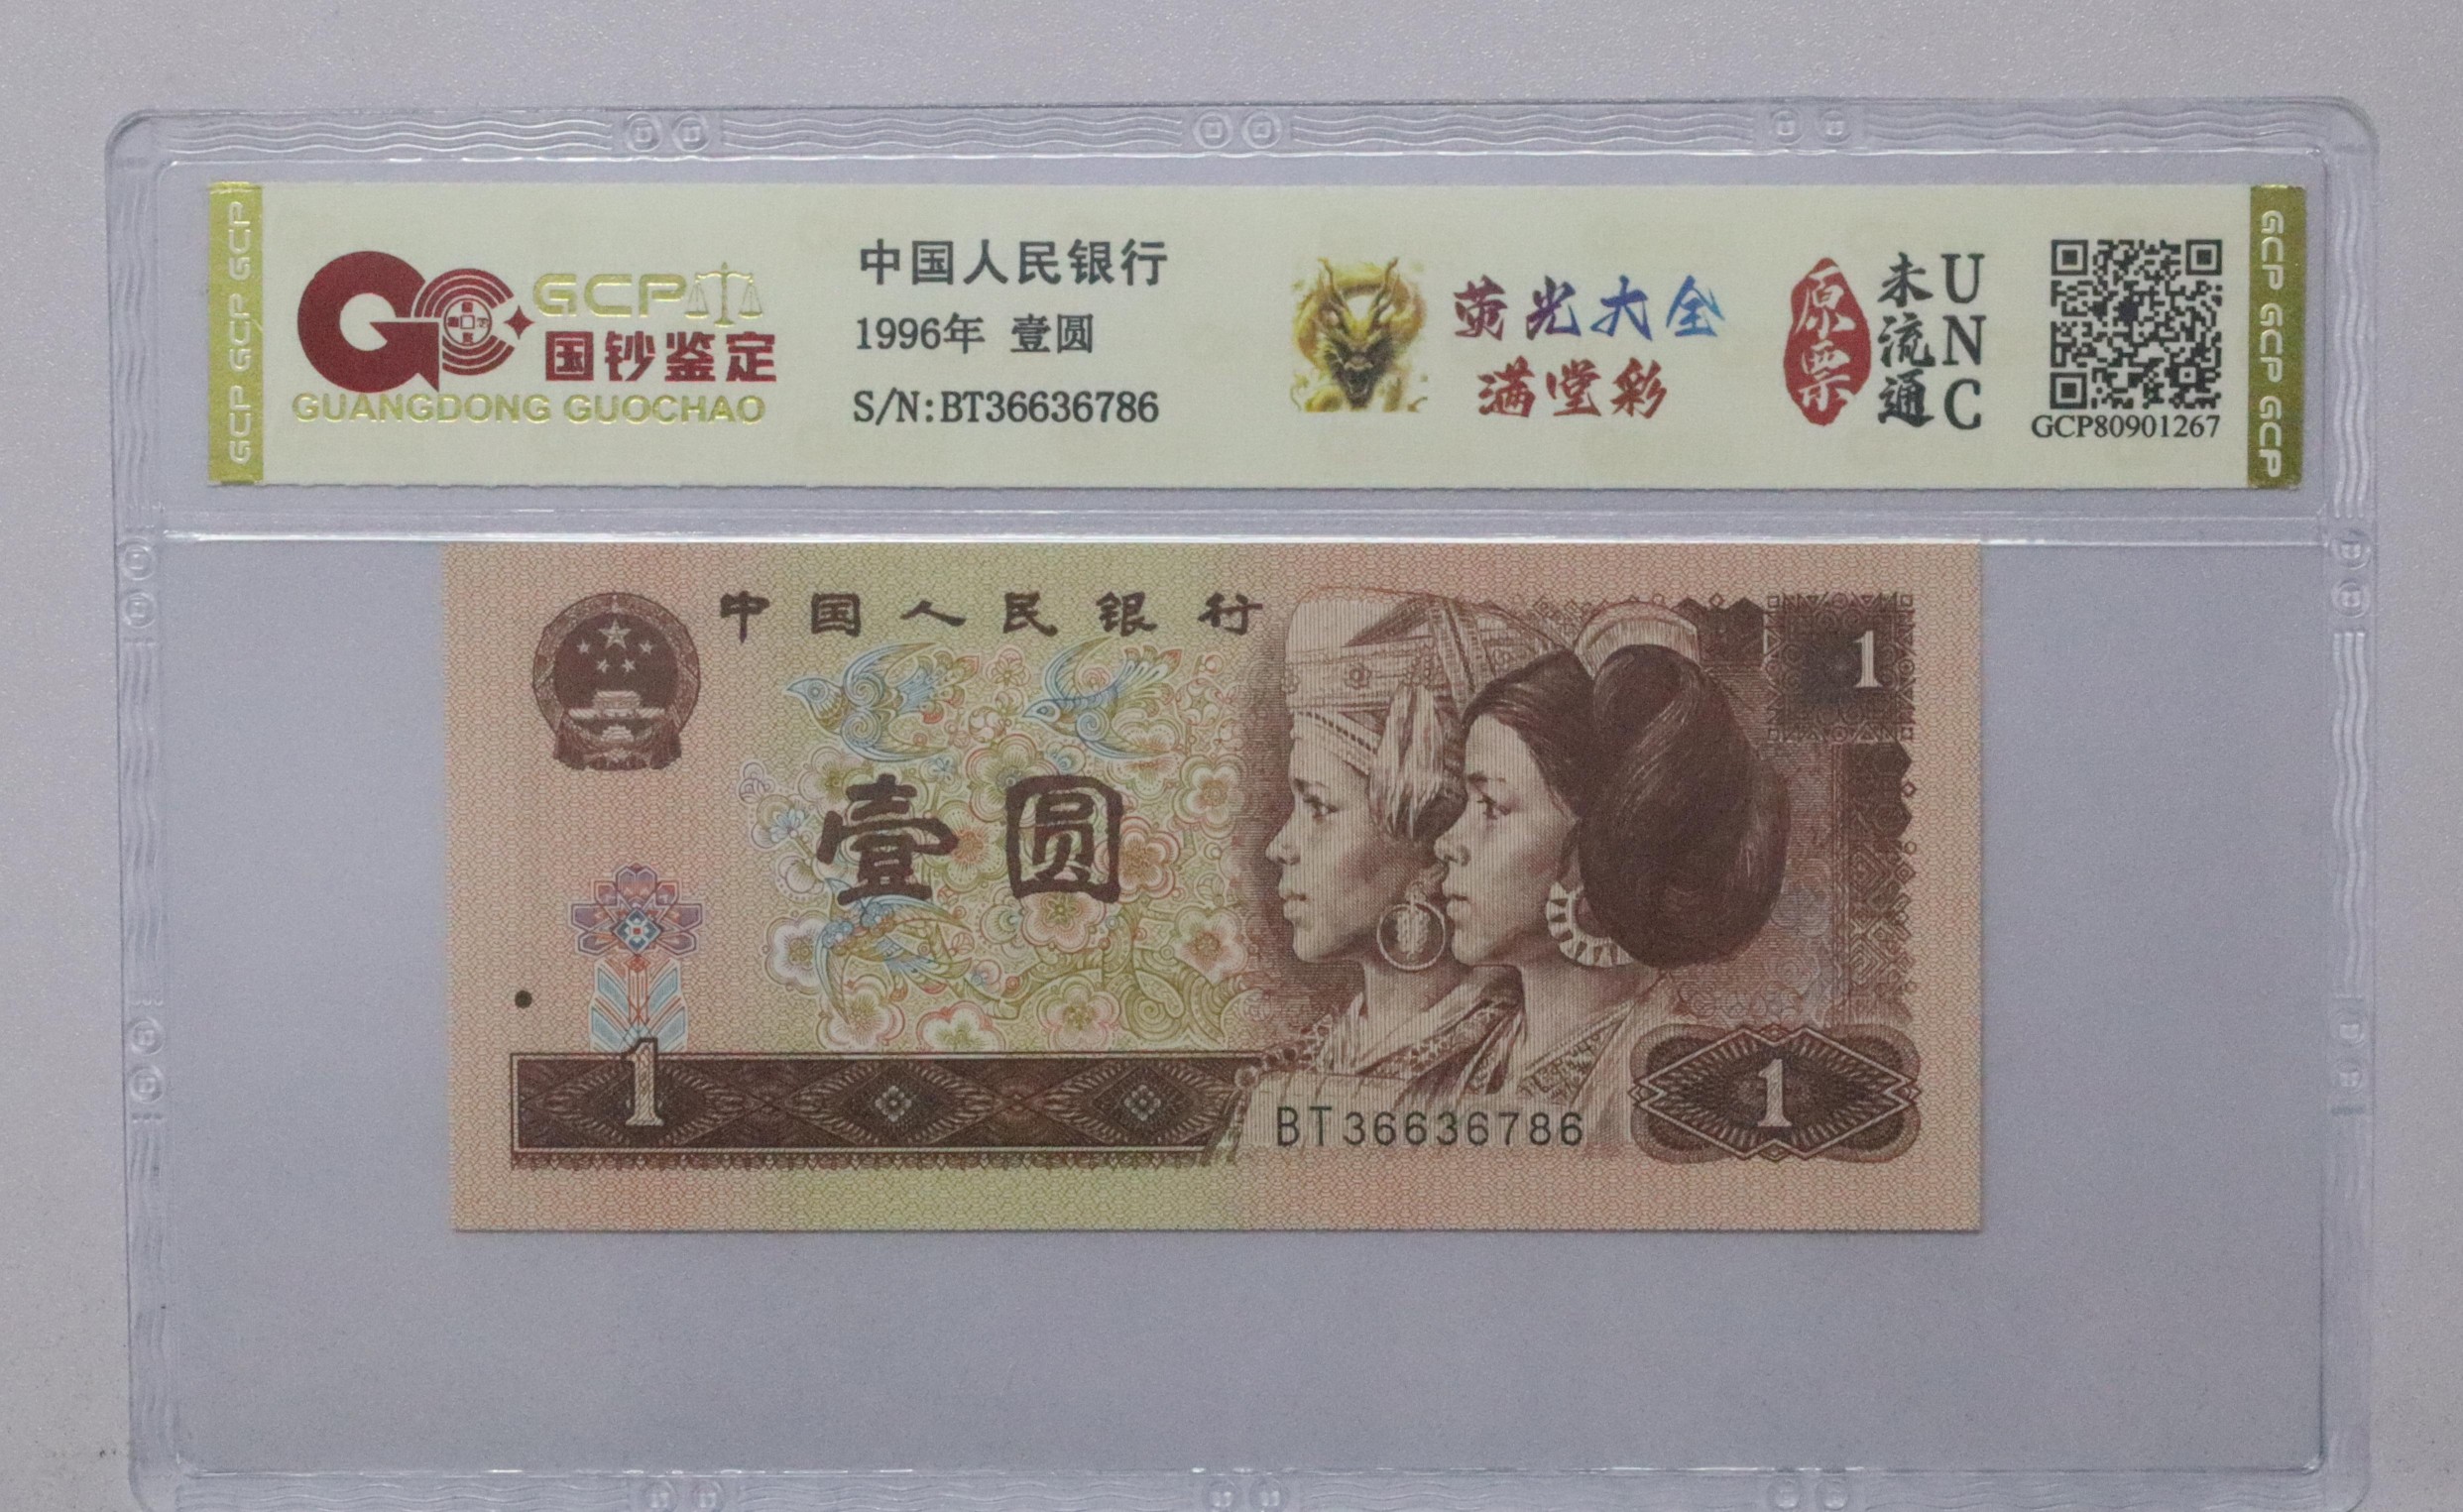 GCP GCP GCP
GCP
国钞鉴定
GUANGDONG GUOCHAO
中国人民银行
1996年 壹圆
S/N:BT36636786
荧光大全
满堂彩
原票
未流通
UNC
GCP80901267
GCP GCP GCP
中国人民银行
1
壹圆
1
BT36636786
1